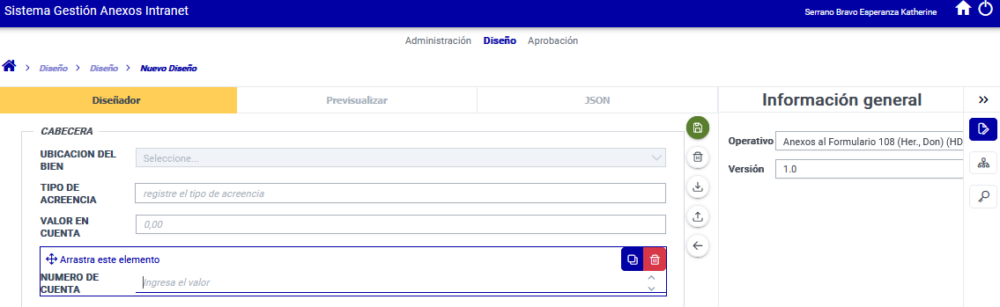 Sistema Gestión Anexos Intranet
Serrano Bravo Esperanza Katherine
Administración Diseño Aprobación
Diseño Diseño Nuevo Diseño
Diseñador Previsualizar JSON Información general
CABECERA
UBICACION DEL
BIEN
Seleccione...
TIPO DE
ACREENCIA
registre el tipo de acreencia
VALOR EN
CUENTA
0,00
Arrastra este elemento
NUMERO DE
CUENTA
Ingresa el valor
Operativo Anexos al Formulario 108 (Her., Don) (HD
Versión 1.0